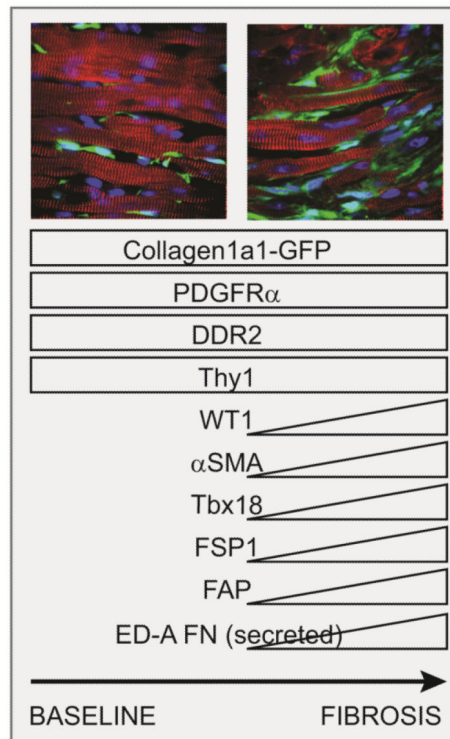 Collagen1a1-GFP
PDGFRα
DDR2
Thy1
WT1
αSMA
Tbx18
FSP1
FAP
ED-A FN (secreted)
BASELINE FIBROSIS